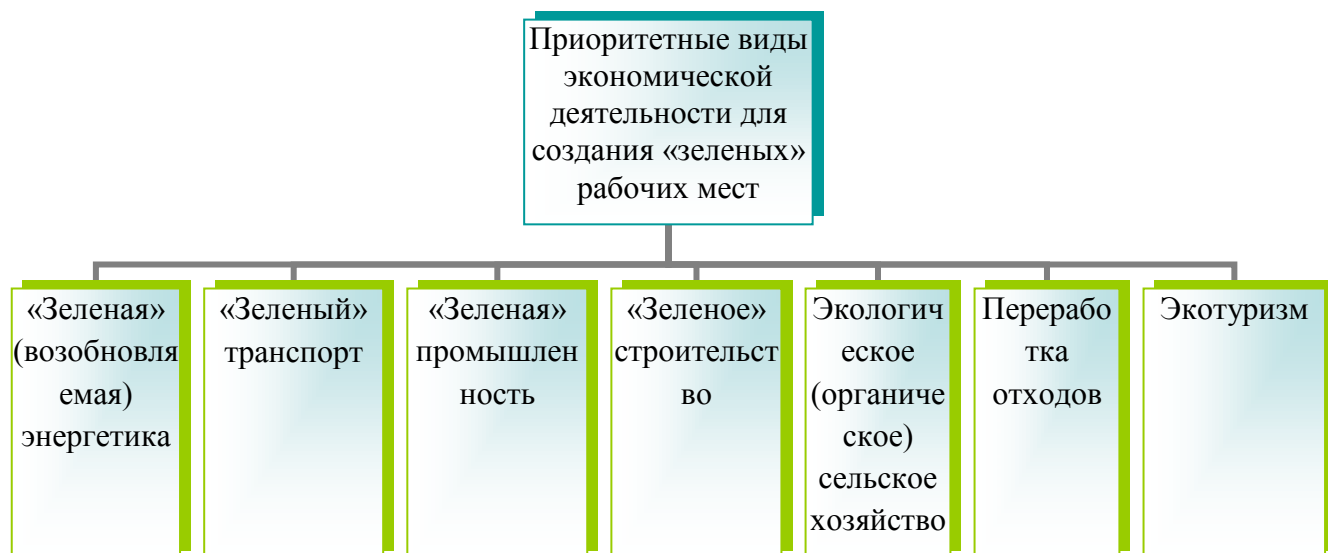 Приоритетные виды
экономической
деятельности для
создания «зеленых»
рабочих мест
«Зеленая»
(возобновля
емая)
энергетика
«Зеленый»
транспорт
«Зеленая»
промышлен
ность
«Зеленое»
строительст
во
Экологич
еское
(органиче
ское)
сельское
хозяйство
Перерабо
тка
отходов
Экотуризм